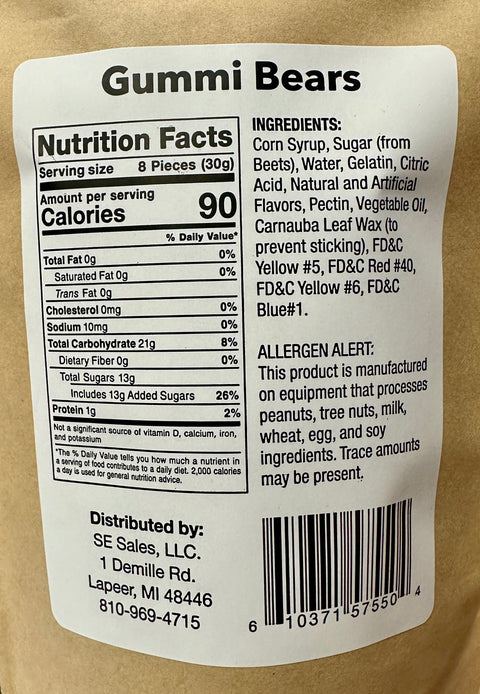 Gummi Bears
Nutrition Facts
Serving size 8 Pieces (30g)
Amount per serving
Calories 90
% Daily Value*
Total Fat 0g 0%
Saturated Fat 0g 0%
Trans Fat 0g
Cholesterol 0mg 0%
Sodium 10mg 0%
Total Carbohydrate 21g 8%
Dietary Fiber 0g 0%
Total Sugars 13g
Includes 13g Added Sugars 26%
Protein 1g 2%
Not a significant source of vitamin D, calcium, iron,
and potassium
*The % Daily Value tells you how much a nutrient in
a serving of food contributes to a daily diet. 2,000 calories
a day is used for general nutrition advice.
INGREDIENTS:
Corn Syrup, Sugar (from
Beets), Water, Gelatin, Citric
Acid, Natural and Artificial
Flavors, Pectin, Vegetable Oil,
Carnauba Leaf Wax (to
prevent sticking), FD&C
Yellow #5, FD&C Red #40,
FD&C Yellow #6, FD&C
Blue#1.
ALLERGEN ALERT:
This product is manufactured
on equipment that processes
peanuts, tree nuts, milk,
wheat, egg, and soy
ingredients. Trace amounts
may be present.
Distributed by:
SE Sales, LLC.
1 Demille Rd.
Lapeer, MI 48446
810-969-4715
6 10371 57550 4